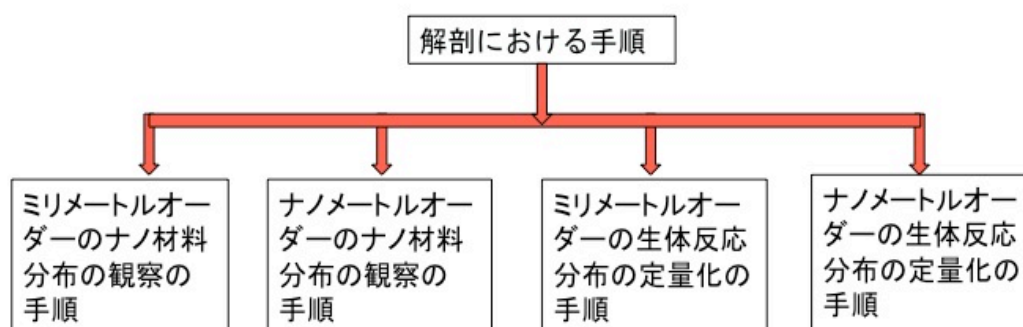 解剖における手順
ミリメートルオー
ダーのナノ材料
分布の観察の
手順
ナノメートルオー
ダーのナノ材料
分布の観察の
手順
ミリメートルオー
ダーの生体反応
分布の定量化の
手順
ナノメートルオー
ダーの生体反応
分布の定量化の
手順